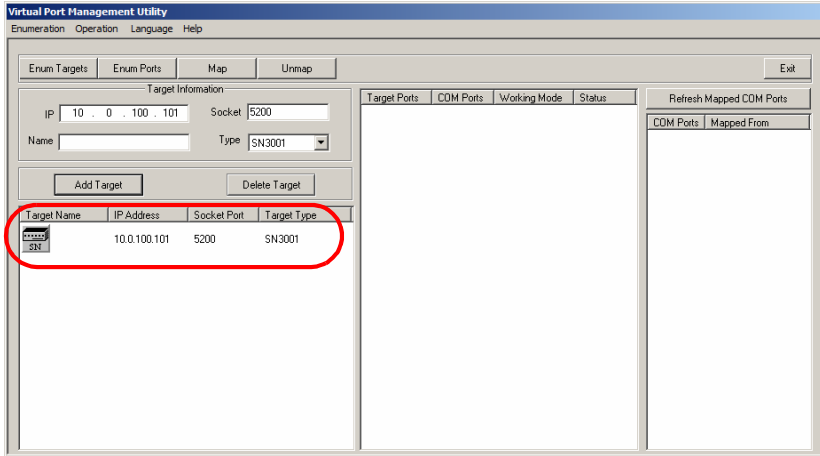 Virtual Port Management Utility
Enumeration Operation Language Help
Enum Targets Enum Ports Map Unmap Exit
Target Information
IP 10 . 0 . 100 . 101 Socket 5200
Name Type SN3001
Add Target Delete Target
Target Name IP Address Socket Port Target Type
SN 10.0.100.101 5200 SN3001
Target Ports COM Ports Working Mode Status
Refresh Mapped COM Ports
COM Ports Mapped From